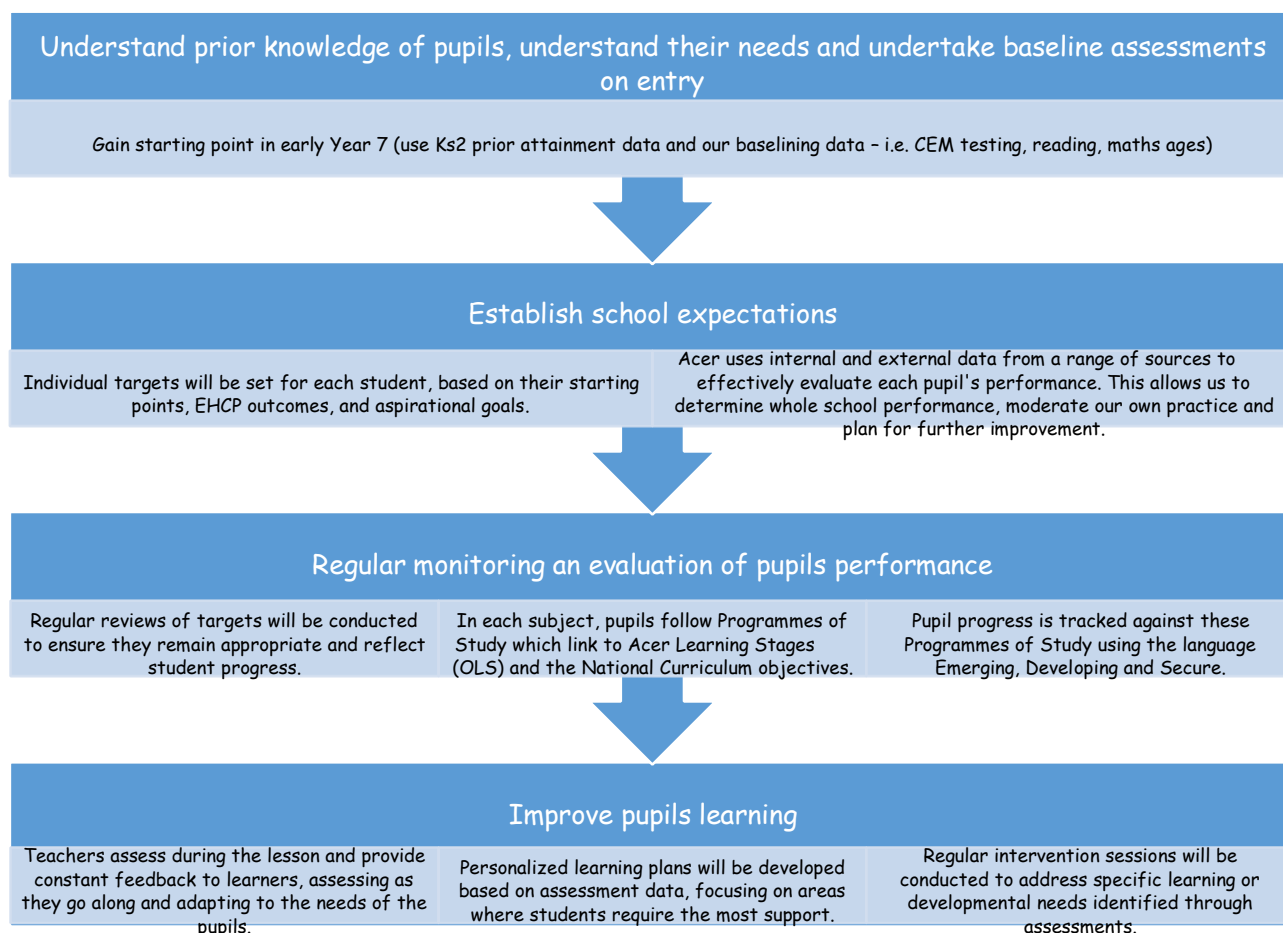 Understand prior knowledge of pupils, understand their needs and undertake baseline assessments
on entry
Gain starting point in early Year 7 (use Ks2 prior attainment data and our baselining data – i.e. CEM testing, reading, maths ages)
Establish school expectations
Individual targets will be set for each student, based on their starting
points, EHCP outcomes, and aspirational goals.
Acer uses internal and external data from a range of sources to
effectively evaluate each pupil's performance. This allows us to
determine whole school performance, moderate our own practice and
plan for further improvement.
Regular monitoring an evaluation of pupils performance
Regular reviews of targets will be conducted
to ensure they remain appropriate and reflect
student progress.
In each subject, pupils follow Programmes of
Study which link to Acer Learning Stages
(OLS) and the National Curriculum objectives.
Pupil progress is tracked against these
Programmes of Study using the language
Emerging, Developing and Secure.
Improve pupils learning
Teachers assess during the lesson and provide
constant feedback to learners, assessing as
they go along and adapting to the needs of the
pupils.
Personalized learning plans will be developed
based on assessment data, focusing on areas
where students require the most support.
Regular intervention sessions will be
conducted to address specific learning or
developmental needs identified through
assessments.